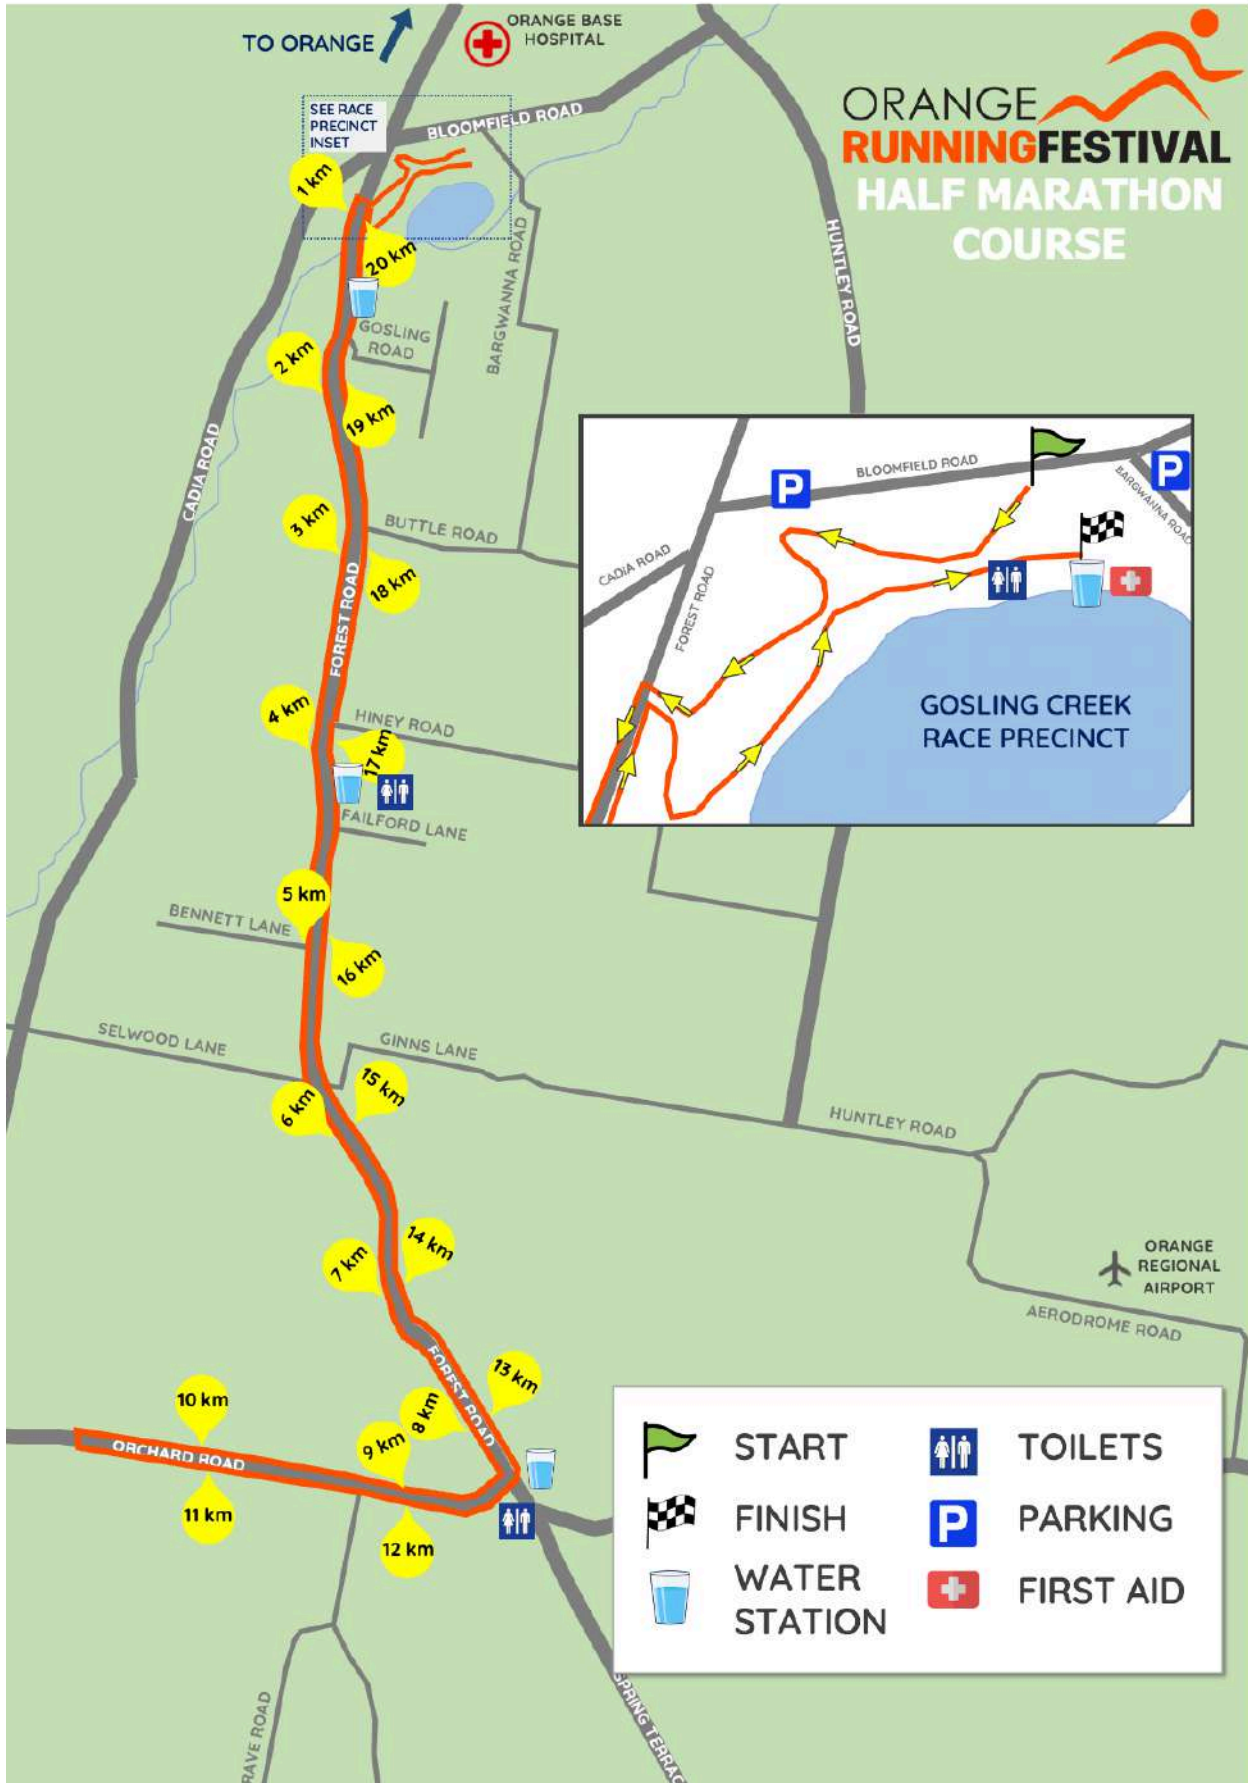 TO ORANGE
ORANGE BASE
HOSPITAL
ORANGE
RUNNINGFESTIVAL
HALF MARATHON
COURSE
SEE RACE
PRECINCT
INSET
BLOOMFIELD ROAD
1 km
20 km
HUNTLEY ROAD
BARGWANNA ROAD
GOSLING
ROAD
2 km
19 km
CADIA ROAD
3 km
BUTTLE ROAD
18 km
FOREST ROAD
4 km
HINEY ROAD
17 km
FAILFORD LANE
5 km
BENNETT LANE
16 km
SELWOOD LANE
GINNS LANE
15 km
6 km
HUNTLEY ROAD
14 km
7 km
ORANGE
REGIONAL
AIRPORT
AERODROME ROAD
FOREST ROAD
13 km
8 km
10 km
9 km
ORCHARD ROAD
11 km
12 km
RAVE ROAD
SPRING TERRAC
P
BLOOMFIELD ROAD
P
BARGWANNA ROAD
CADIA ROAD
FOREST ROAD
GOSLING CREEK
RACE PRECINCT
START
TOILETS
FINISH
P
PARKING
WATER
STATION
FIRST AID